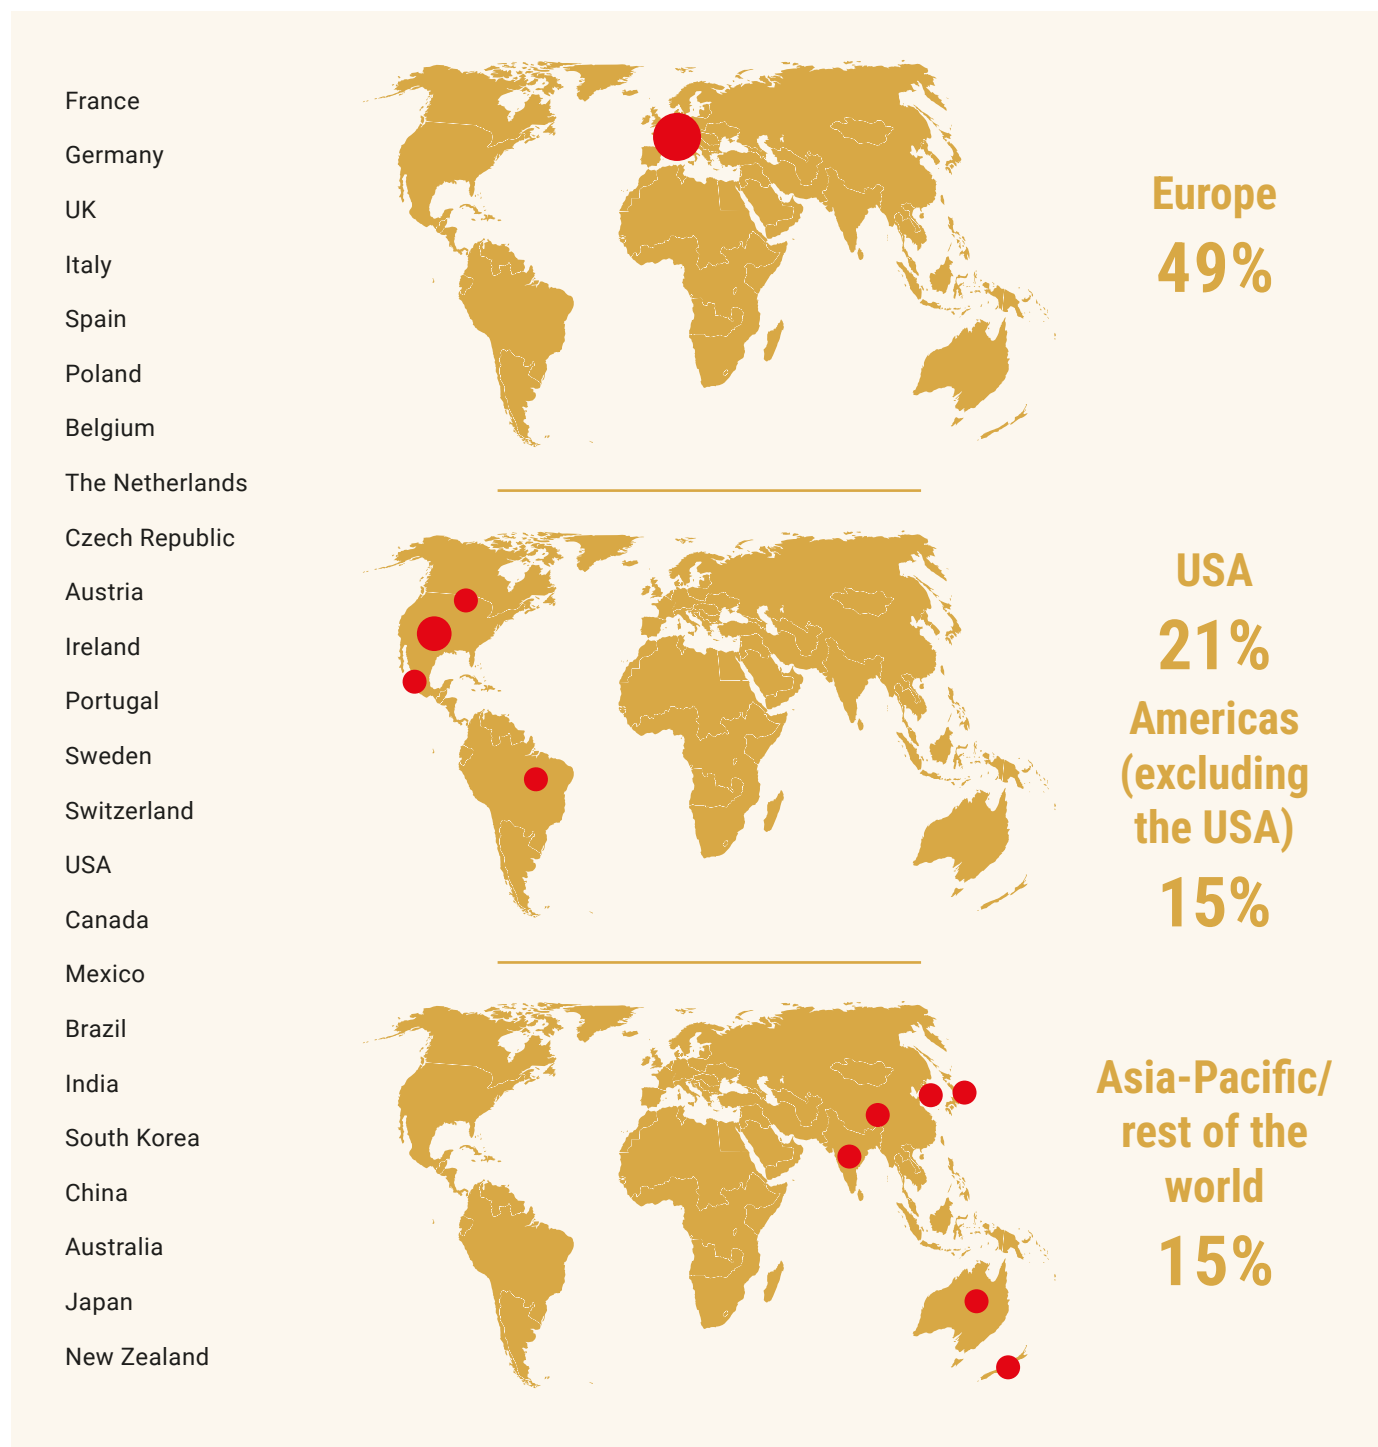 France
Germany
UK
Italy
Spain
Poland
Belgium
The Netherlands
Czech Republic
Austria
Ireland
Portugal
Sweden
Switzerland
USA
Canada
Mexico
Brazil
India
South Korea
China
Australia
Japan
New Zealand
Europe
49%
USA
21%
Americas
(excluding
the USA)
15%
Asia-Pacific/
rest of the
world
15%